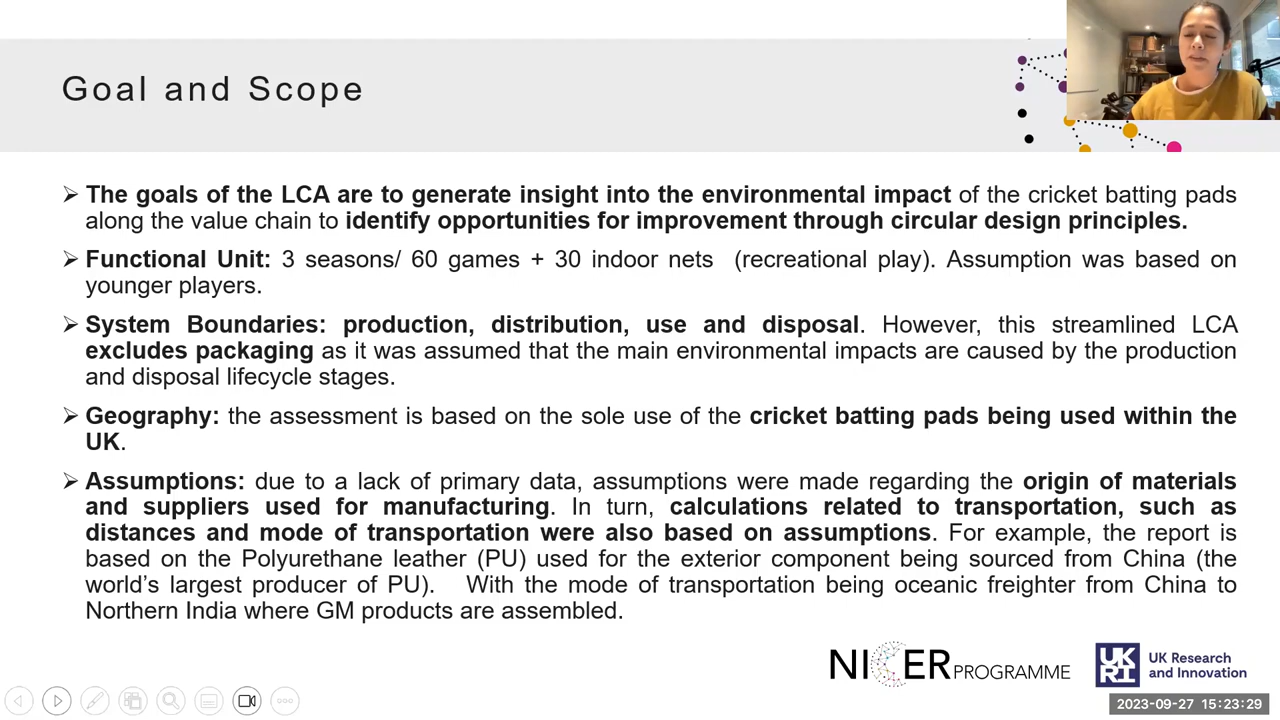 Goal and Scope
The goals of the LCA are to generate insight into the environmental impact of the cricket batting pads
along the value chain to identify opportunities for improvement through circular design principles.
Functional Unit: 3 seasons/ 60 games + 30 indoor nets (recreational play). Assumption was based on
younger players.
System Boundaries: production, distribution, use and disposal. However, this streamlined LCA
excludes packaging as it was assumed that the main environmental impacts are caused by the production
and disposal lifecycle stages.
Geography: the assessment is based on the sole use of the cricket batting pads being used within the
UK.
Assumptions: due to a lack of primary data, assumptions were made regarding the origin of materials
and suppliers used for manufacturing. In turn, calculations related to transportation, such as
distances and mode of transportation were also based on assumptions. For example, the report is
based on the Polyurethane leather (PU) used for the exterior component being sourced from China (the
world's largest producer of PU). With the mode of transportation being oceanic freighter from China to
Northern India where GM products are assembled.
NICER PROGRAMME
UKRI
UK Research
and Innovation
2023-09-27 15:23:29